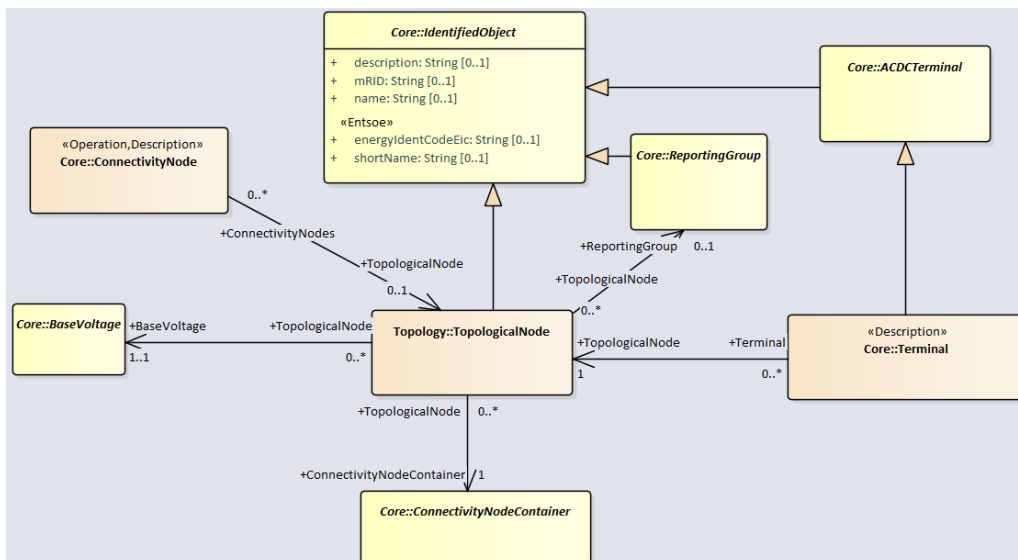 Core::IdentifiedObject
+ description: String [0..1]
+ mRID: String [0..1]
+ name: String [0..1]
«Entsoe»
+ energyIdentCodeEic: String [0..1]
+ shortName: String [0..1]
Core::ACDCTerminal
«Operation,Description»
Core::ConnectivityNode
Core::ReportingGroup
0..*
+ConnectivityNodes
+TopologicalNode
0..1
+ReportingGroup
0..1
+TopologicalNode
0..*
Core::BaseVoltage
+BaseVoltage
1..1
+TopologicalNode
0..*
Topology::TopologicalNode
+TopologicalNode
1
+Terminal
0..*
«Description»
Core::Terminal
+TopologicalNode
0..*
+ConnectivityNodeContainer
1
Core::ConnectivityNodeContainer